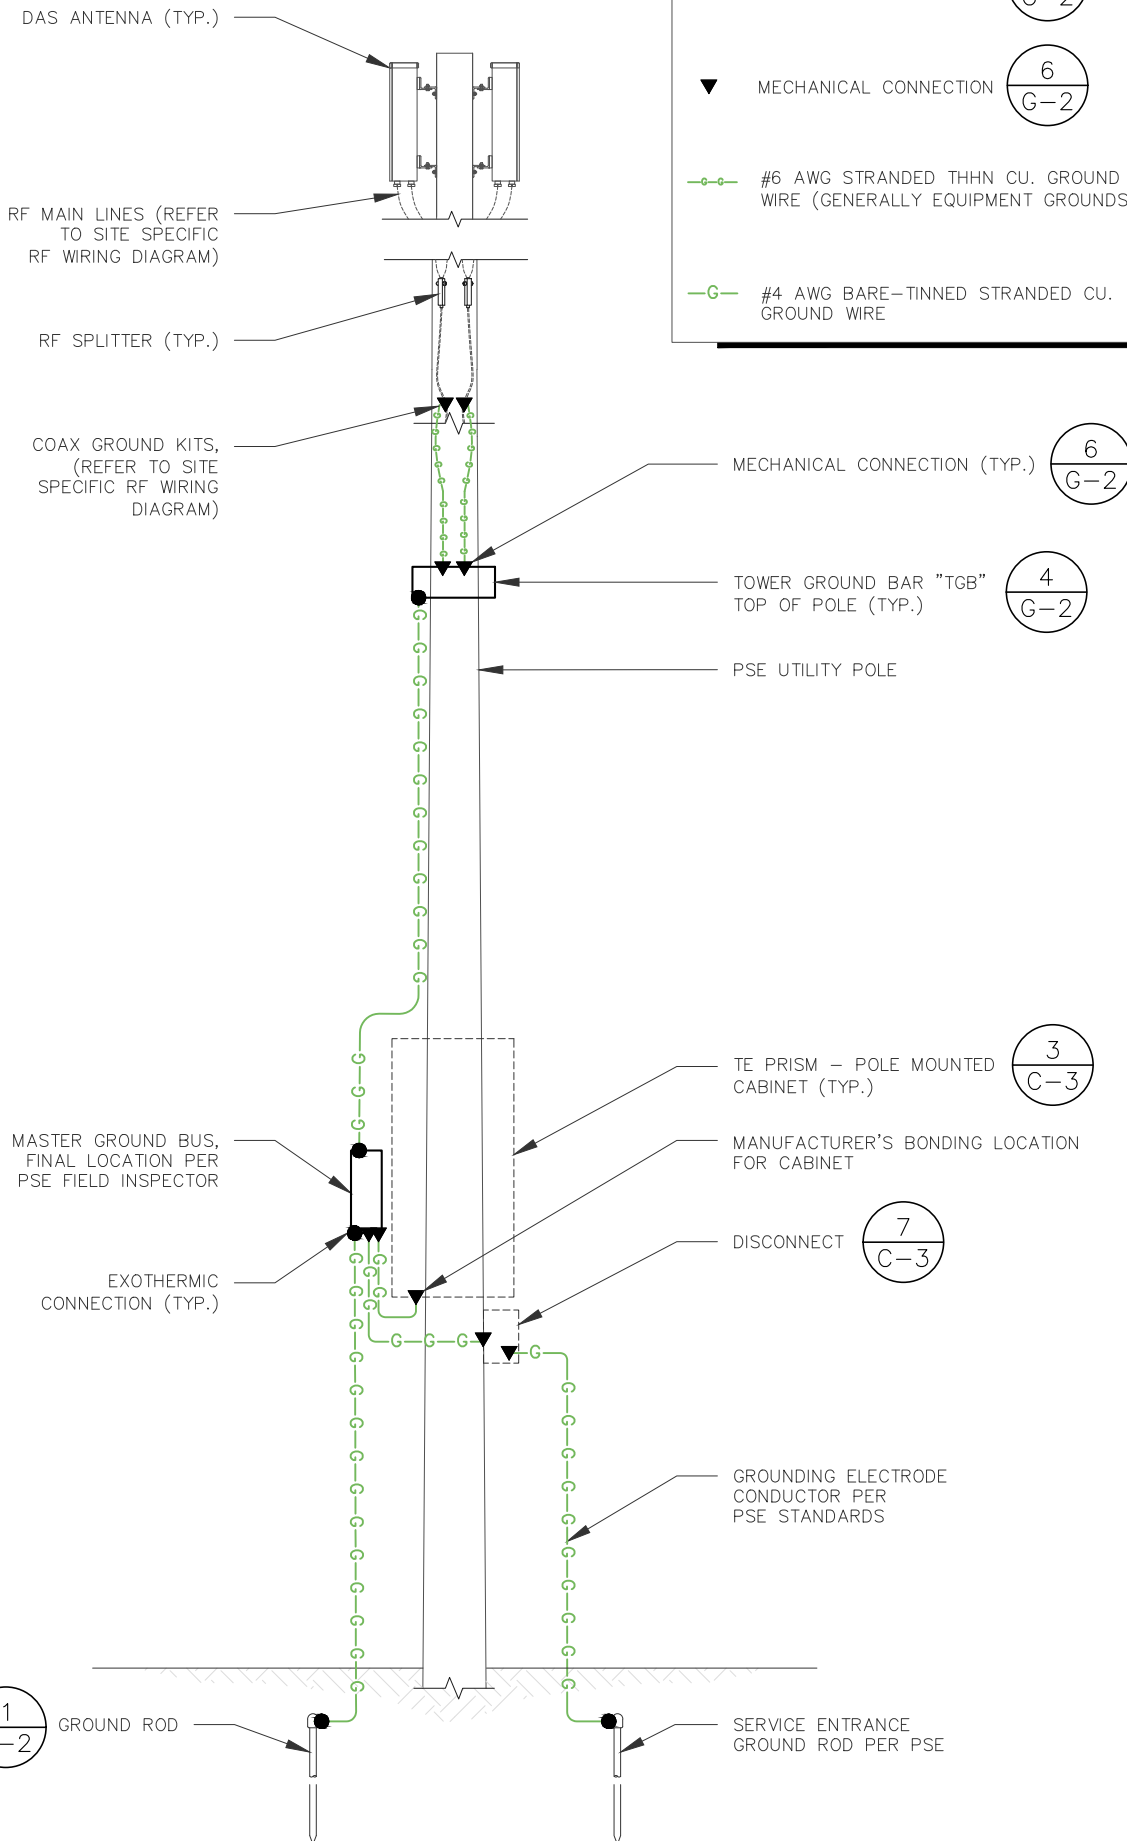 DAS ANTENNA (TYP.)
G-2
MECHANICAL CONNECTION
6
G-2
#6 AWG STRANDED THHN CU. GROUND
WIRE (GENERALLY EQUIPMENT GROUNDS
#4 AWG BARE-TINNED STRANDED CU.
GROUND WIRE
RF MAIN LINES (REFER
TO SITE SPECIFIC
RF WIRING DIAGRAM)
RF SPLITTER (TYP.)
COAX GROUND KITS,
(REFER TO SITE
SPECIFIC RF WIRING
DIAGRAM)
MECHANICAL CONNECTION (TYP.)
6
G-2
TOWER GROUND BAR "TGB"
TOP OF POLE (TYP.)
4
G-2
PSE UTILITY POLE
TE PRISM - POLE MOUNTED
CABINET (TYP.)
3
C-3
MASTER GROUND BUS,
FINAL LOCATION PER
PSE FIELD INSPECTOR
MANUFACTURER'S BONDING LOCATION
FOR CABINET
DISCONNECT
7
C-3
EXOTHERMIC
CONNECTION (TYP.)
GROUNDING ELECTRODE
CONDUCTOR PER
PSE STANDARDS
1
-2
GROUND ROD
SERVICE ENTRANCE
GROUND ROD PER PSE